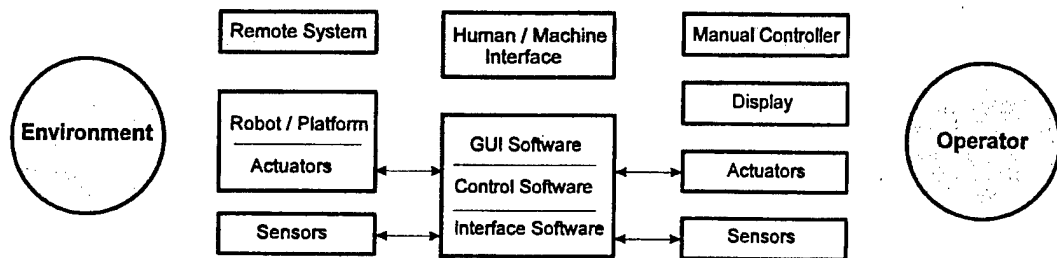 Remote System
Human / Machine
Interface
Manual Controller
Environment
Robot / Platform
Actuators
Sensors
GUI Software
Control Software
Interface Software
Display
Actuators
Sensors
Operator